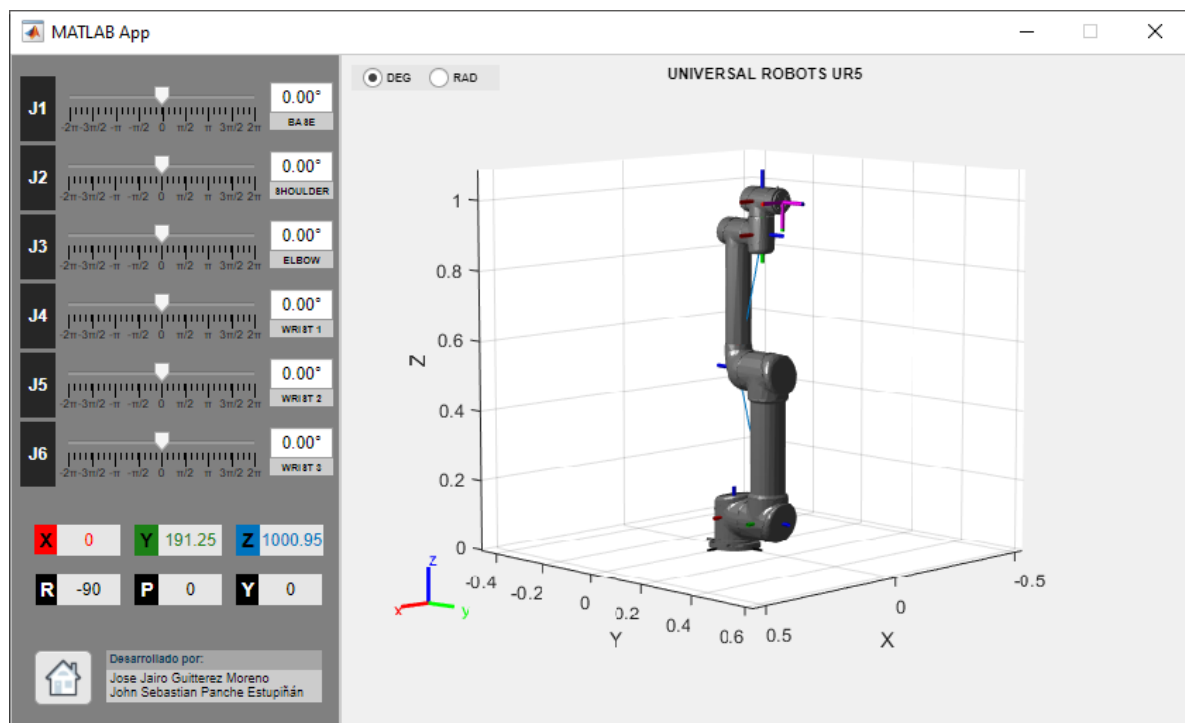 MATLAB App
DEG RAD
UNIVERSAL ROBOTS UR5
J1
0.00°
-2π -3π/2 -π -π/2 0 π/2 π 3π/2 2π
BASE
J2
0.00°
-2π -3π/2 -π -π/2 0 π/2 π 3π/2 2π
SHOULDER
J3
0.00°
-2π -3π/2 -π -π/2 0 π/2 π 3π/2 2π
ELBOW
J4
0.00°
-2π -3π/2 -π -π/2 0 π/2 π 3π/2 2π
WRIST 1
J5
0.00°
-2π -3π/2 -π -π/2 0 π/2 π 3π/2 2π
WRIST 2
J6
0.00°
-2π -3π/2 -π -π/2 0 π/2 π 3π/2 2π
WRIST 3
X 0 Y 191.25 Z 1000.95
R -90 P 0 Y 0
Desarrollado por:
Jose Jairo Guitterez Moreno
John Sebastian Panche Estupiñán
1
0.8
0.6
0.4
0.2
0
Z
-0.4 -0.2 0 0.2 0.4 0.6
Y
0.5 0 -0.5
X
z
x y